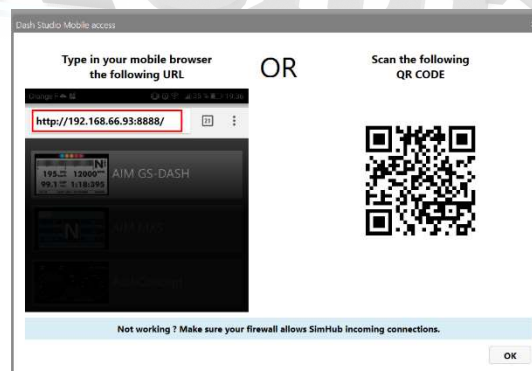 Dash Studio Mobile access
Type in your mobile browser
the following URL
OR
Scan the following
QR CODE
http://192.168.66.93:8888/
AIM GS-DASH
Not working ? Make sure your firewall allows SimHub incoming connections.
OK